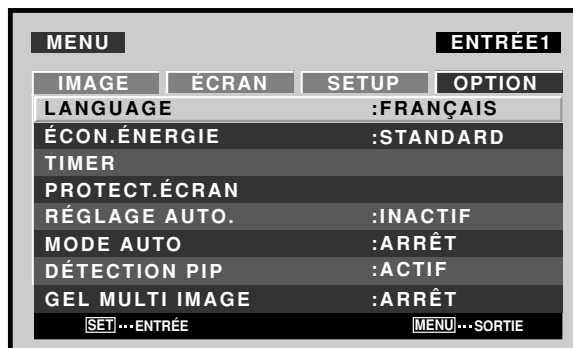 MENU ENTRÉE1
IMAGE ÉCRAN SETUP OPTION
LANGUAGE :FRANÇAIS
ÉCON.ÉNERGIE :STANDARD
TIMER
PROTECT.ÉCRAN
RÉGLAGE AUTO. :INACTIF
MODE AUTO :ARRÊT
DÉTECTION PIP :ACTIF
GEL MULTI IMAGE :ARRÊT
SET···ENTRÉE MENU···SORTIE